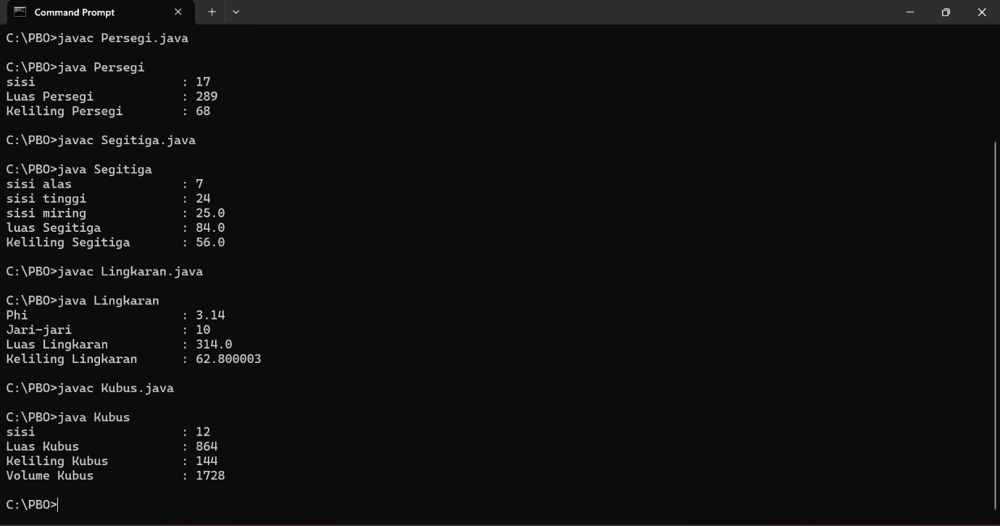 Command Prompt
C:\PBO>javac Persegi.java
C:\PBO>java Persegi
sisi : 17
Luas Persegi : 289
Keliling Persegi : 68
C:\PBO>javac Segitiga.java
C:\PBO>java Segitiga
sisi alas : 7
sisi tinggi : 24
sisi miring : 25.0
luas Segitiga : 84.0
Keliling Segitiga : 56.0
C:\PBO>javac Lingkaran.java
C:\PBO>java Lingkaran
Phi : 3.14
Jari-jari : 10
Luas Lingkaran : 314.0
Keliling Lingkaran : 62.800003
C:\PBO>javac Kubus.java
C:\PBO>java Kubus
sisi : 12
Luas Kubus : 864
Keliling Kubus : 144
Volume Kubus : 1728
C:\PBO>